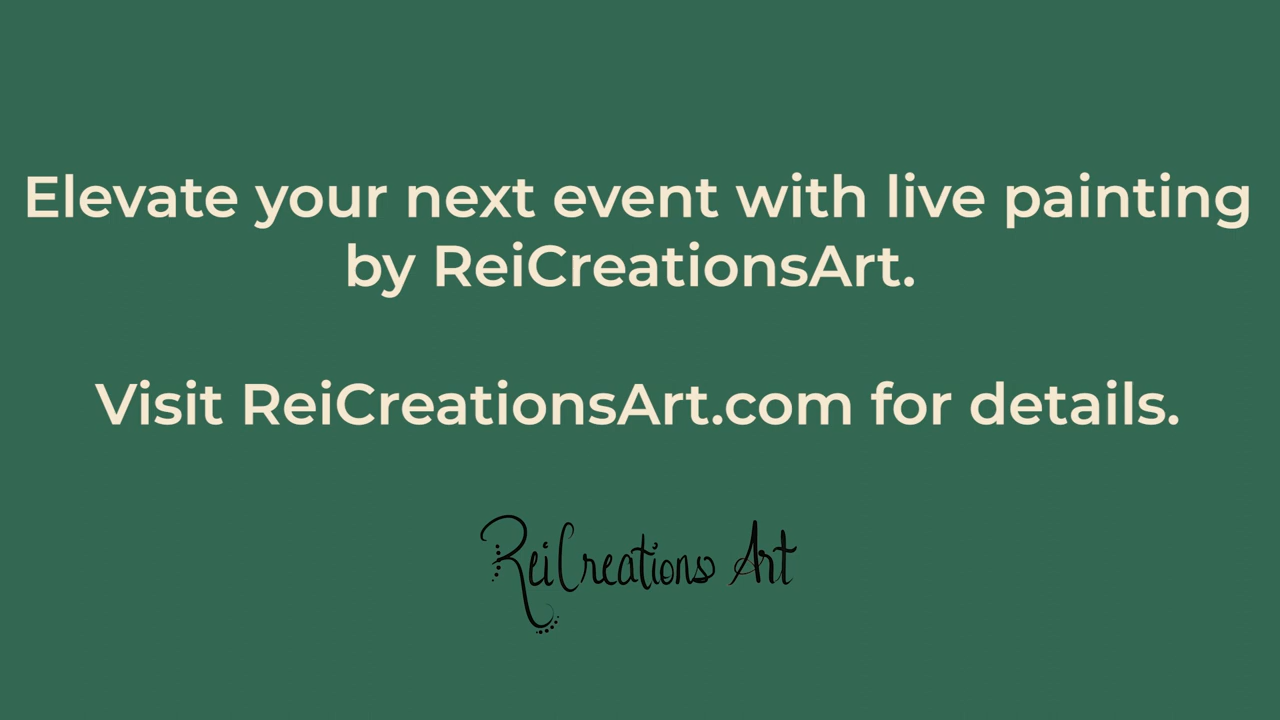 Elevate your next event with live painting
by ReiCreationsArt.
Visit ReiCreationsArt.com for details.
ReiCreations Art